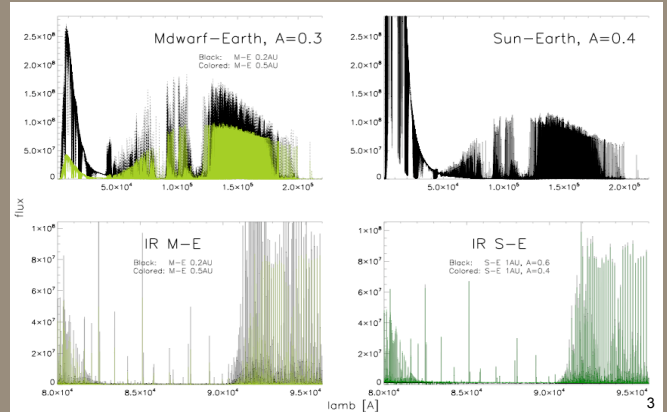 Mdwarf-Earth, A=0.3
Black: M-E 0.2AU
Colored: M-E 0.5AU
2.5×10⁸
2.0×10⁸
1.5×10⁸
1.0×10⁸
5.0×10⁷
0
5.0×10⁴ 1.0×10⁵ 1.5×10⁵ 2.0×10⁵
Sun-Earth, A=0.4
2.5×10⁸
2.0×10⁸
1.5×10⁸
1.0×10⁸
5.0×10⁷
0
5.0×10⁴ 1.0×10⁵ 1.5×10⁵ 2.0×10⁵
flux
IR M-E
Black: M-E 0.2AU
Colored: M-E 0.5AU
1×10⁸
8×10⁷
6×10⁷
4×10⁷
2×10⁷
0
8.0×10⁴ 8.5×10⁴ 9.0×10⁴ 9.5×10⁴
IR S-E
Black: S-E 1AU, A=0.6
Colored: S-E 1AU, A=0.4
1×10⁸
8×10⁷
6×10⁷
4×10⁷
2×10⁷
0
8.0×10⁴ 8.5×10⁴ 9.0×10⁴ 9.5×10⁴
lamb [A]
3